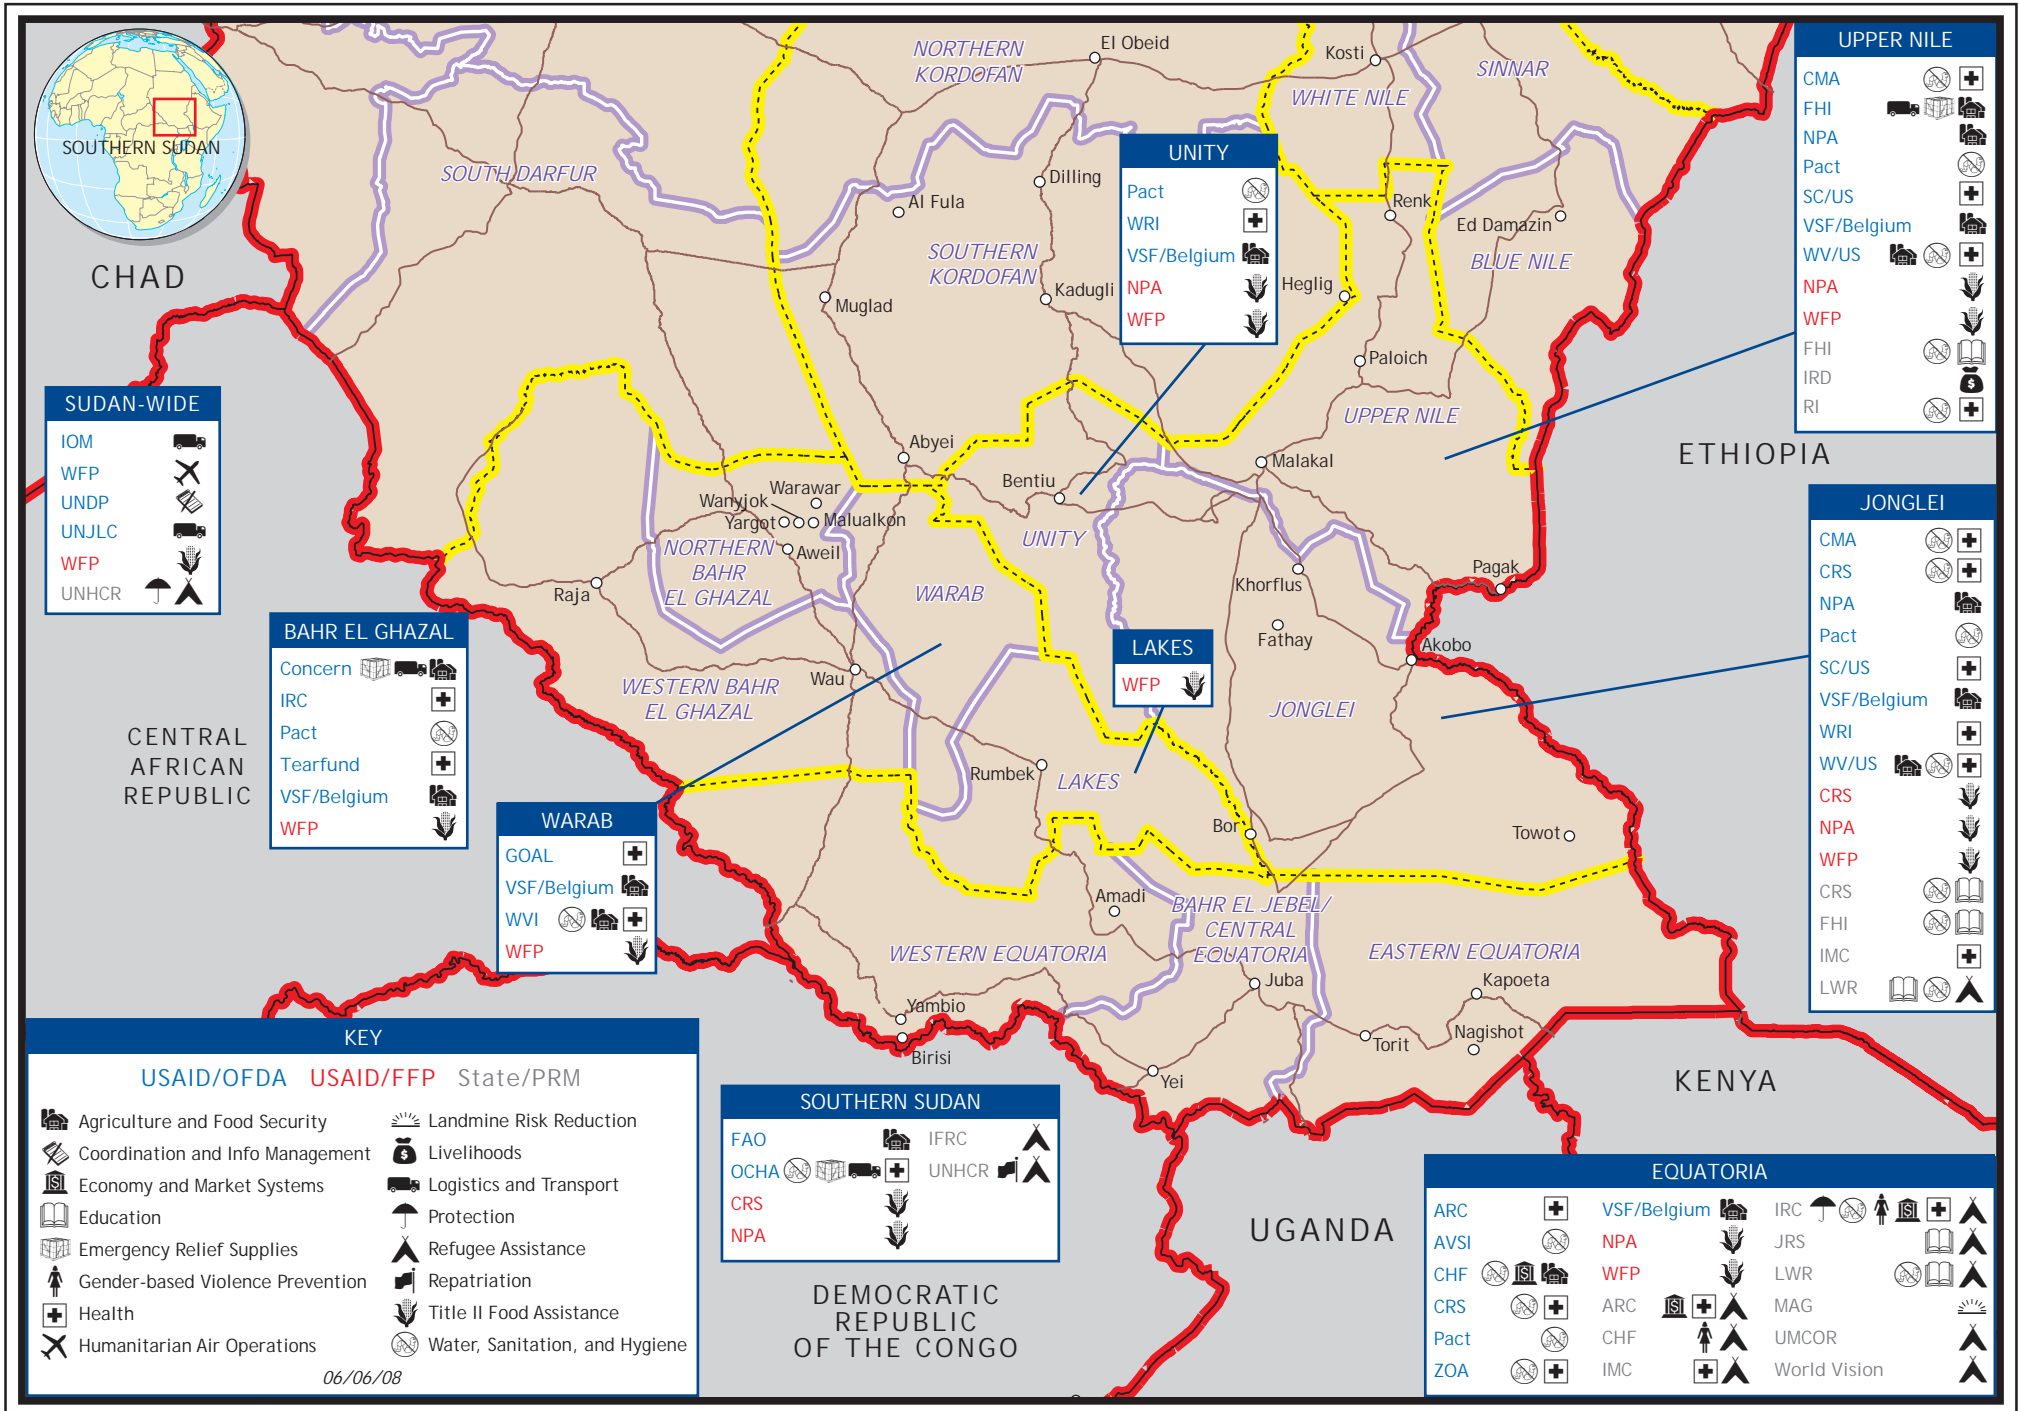 SOUTHERN SUDAN
CHAD
CENTRAL
AFRICAN
REPUBLIC
ETHIOPIA
KENYA
UGANDA
DEMOCRATIC
REPUBLIC
OF THE CONGO
NORTHERN
KORDOFAN
SOUTH DARFUR
SOUTHERN
KORDOFAN
WHITE NILE
SINNAR
BLUE NILE
UPPER NILE
UNITY
NORTHERN
BAHR
EL GHAZAL
WARAB
WESTERN BAHR
EL GHAZAL
LAKES
JONGLEI
WESTERN EQUATORIA
BAHR EL JEBEL/
CENTRAL
EQUATORIA
EASTERN EQUATORIA
El Obeid
Kosti
Dilling
Al Fula
Renk
Ed Damazin
Kadugli
Heglig
Muglad
Paloich
Abyei
Malakal
Bentiu
Warawar
Wanyjok
Yargot
Malualkon
Aweil
Raja
Khorflus
Pagak
Fathay
Akobo
Wau
Rumbek
Bor
Towot
Amadi
Juba
Kapoeta
Yambio
Birisi
Torit
Nagishot
Yei
SUDAN-WIDE
IOM
WFP
UNDP
UNJLC
WFP
UNHCR
BAHR EL GHAZAL
Concern
IRC
Pact
Tearfund
VSF/Belgium
WFP
WARAB
GOAL
VSF/Belgium
WVI
WFP
UNITY
Pact
WRI
VSF/Belgium
NPA
WFP
LAKES
WFP
UPPER NILE
CMA
FHI
NPA
Pact
SC/US
VSF/Belgium
WV/US
NPA
WFP
FHI
IRD
RI
JONGLEI
CMA
CRS
NPA
Pact
SC/US
VSF/Belgium
WRI
WV/US
CRS
NPA
WFP
CRS
FHI
IMC
LWR
SOUTHERN SUDAN
FAO
OCHA
CRS
NPA
IFRC
UNHCR
EQUATORIA
ARC
AVSI
CHF
CRS
Pact
ZOA
VSF/Belgium
NPA
WFP
ARC
CHF
IMC
IRC
JRS
LWR
MAG
UMCOR
World Vision
KEY
USAID/OFDA USAID/FFP State/PRM
Agriculture and Food Security
Coordination and Info Management
Economy and Market Systems
Education
Emergency Relief Supplies
Gender-based Violence Prevention
Health
Humanitarian Air Operations
Landmine Risk Reduction
Livelihoods
Logistics and Transport
Protection
Refugee Assistance
Repatriation
Title II Food Assistance
Water, Sanitation, and Hygiene
06/06/08